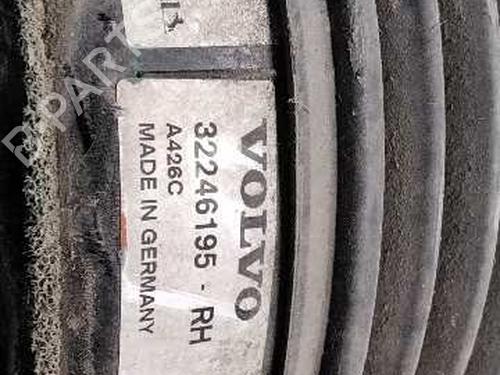 VOLVO
32246195 - RH
A426C
MADE IN GERMANY